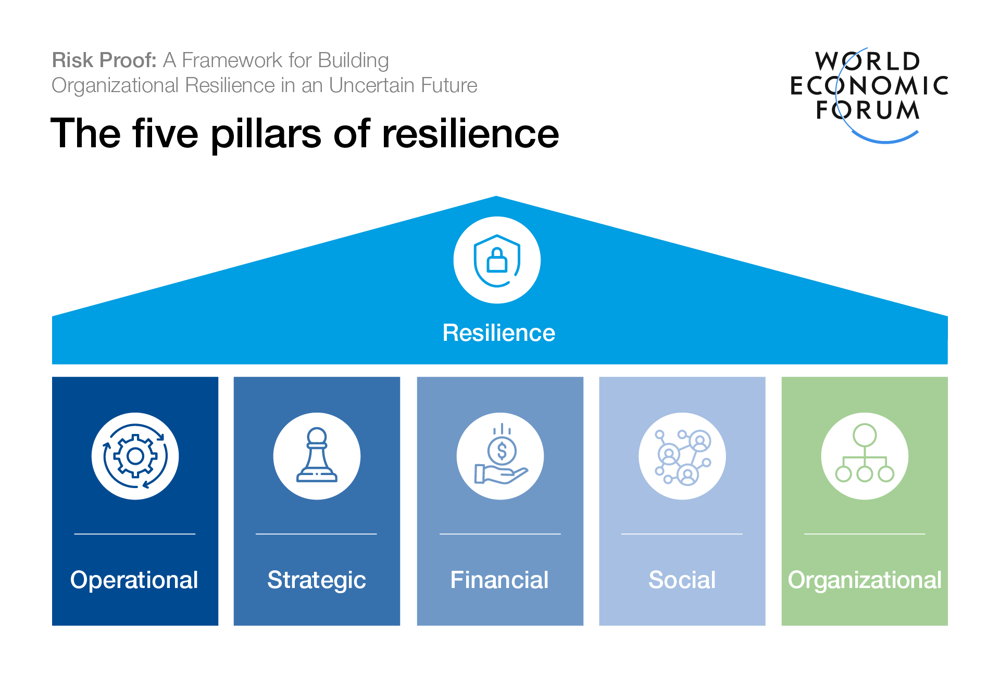 Risk Proof: A Framework for Building
Organizational Resilience in an Uncertain Future
The five pillars of resilience
WORLD
ECONOMIC
FORUM
Resilience
$
Operational
Strategic
Financial
Social
Organizational